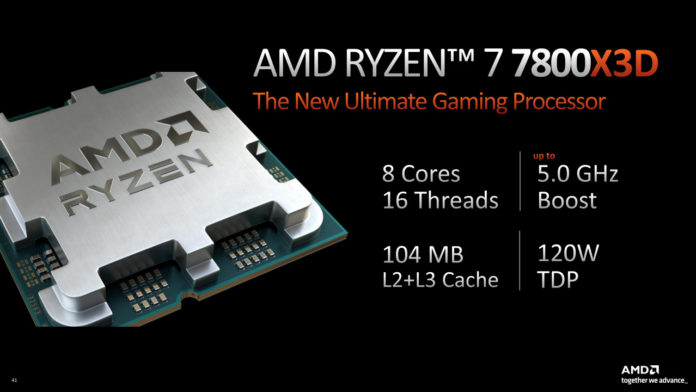 AMD RYZEN™ 7 7800X3D
The New Ultimate Gaming Processor
AMD
RYZEN
8 Cores
16 Threads
up to
5.0 GHz
Boost
104 MB
L2+L3 Cache
120W
TDP
41
AMD
together we advance_